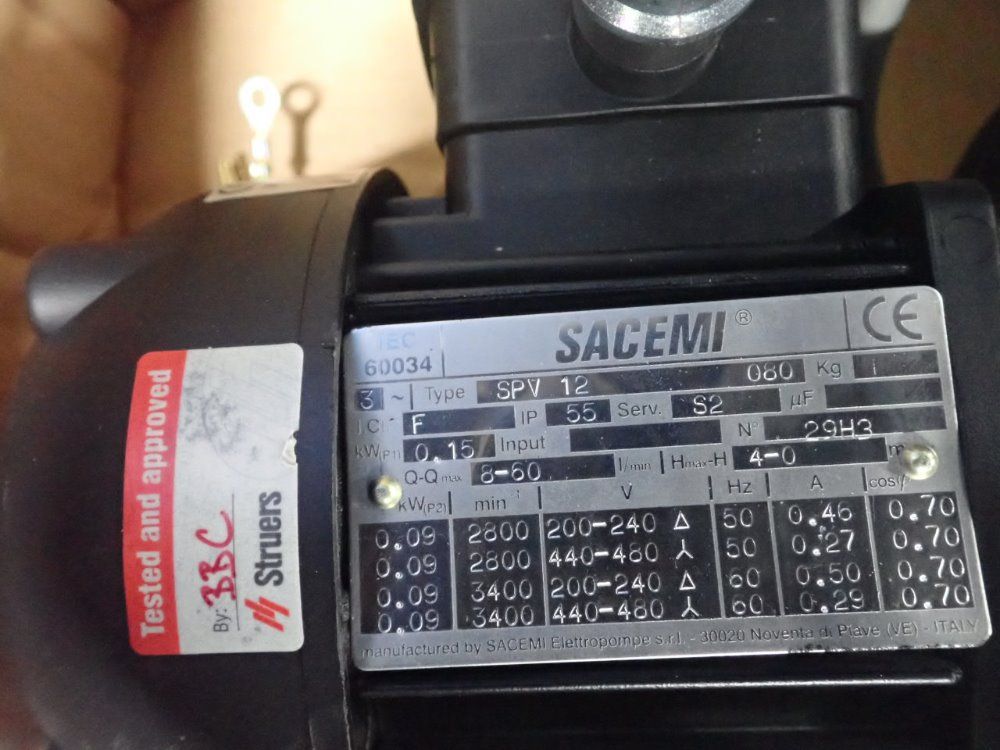 IEC
60034
SACEMI®
CE
3 ~ Type SPV 12 080 Kg
I.C F IP 55 Serv. S2 µF
kW(P1) 0.15 Input N° 29H3
Q-Qmax 8-60 l/min Hmax-H 4-0 m
kW(P2) min⁻¹ V Hz A cosφ
0.09 2800 200-240 Δ 50 0.46 0.70
0.09 2800 440-480 人 50 0.27 0.70
0.09 3400 200-240 Δ 60 0.50 0.70
0.09 3400 440-480 人 60 0.29 0.70
manufactured by SACEMI Elettropompe s.r.l. - 30020 Noventa di Piave (VE) - ITALY
Tested and approved
By: BBC
Struers